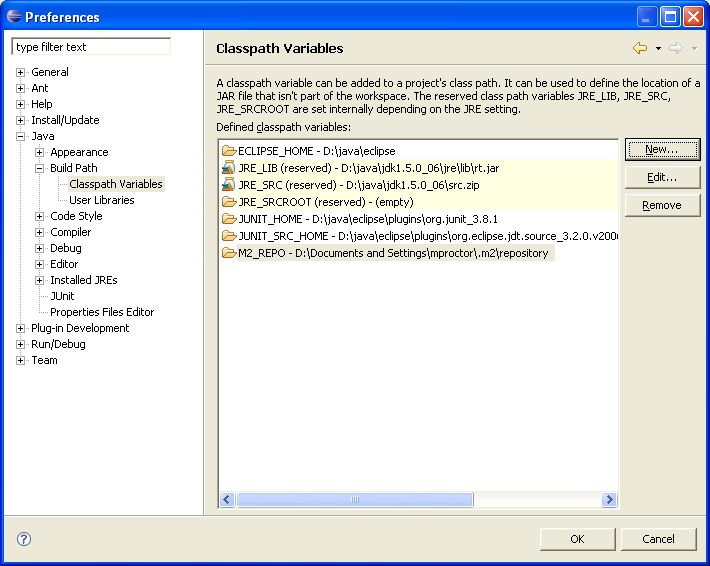 Preferences
type filter text
General
Ant
Help
Install/Update
Java
Appearance
Build Path
Classpath Variables
User Libraries
Code Style
Compiler
Debug
Editor
Installed JREs
JUnit
Properties Files Editor
Plug-in Development
Run/Debug
Team
Classpath Variables
A classpath variable can be added to a project's class path. It can be used to define the location of a
JAR file that isn't part of the workspace. The reserved class path variables JRE_LIB, JRE_SRC,
JRE_SRCROOT are set internally depending on the JRE setting.
Defined classpath variables:
ECLIPSE_HOME - D:\java\eclipse
JRE_LIB (reserved) - D:\java\jdk1.5.0_06\jre\lib\rt.jar
JRE_SRC (reserved) - D:\java\jdk1.5.0_06\src.zip
JRE_SRCROOT (reserved) - (empty)
JUNIT_HOME - D:\java\eclipse\plugins\org.junit_3.8.1
JUNIT_SRC_HOME - D:\java\eclipse\plugins\org.eclipse.jdt.source_3.2.0.v200
M2_REPO - D:\Documents and Settings\mproctor\.m2\repository
New...
Edit...
Remove
?
OK
Cancel